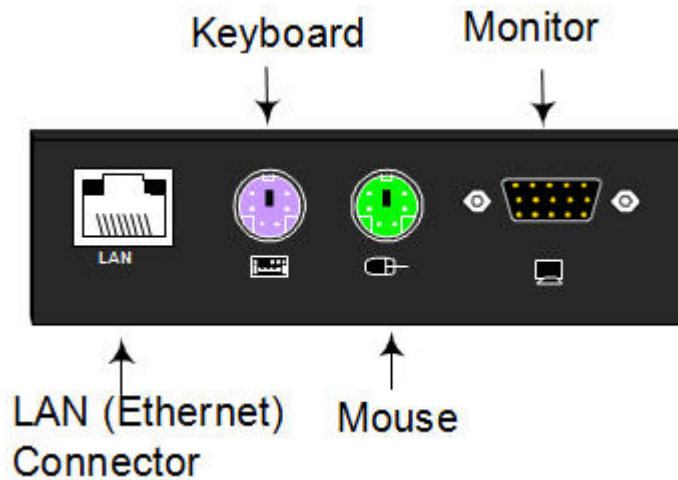 Keyboard
Monitor
LAN
LAN (Ethernet)
Connector
Mouse